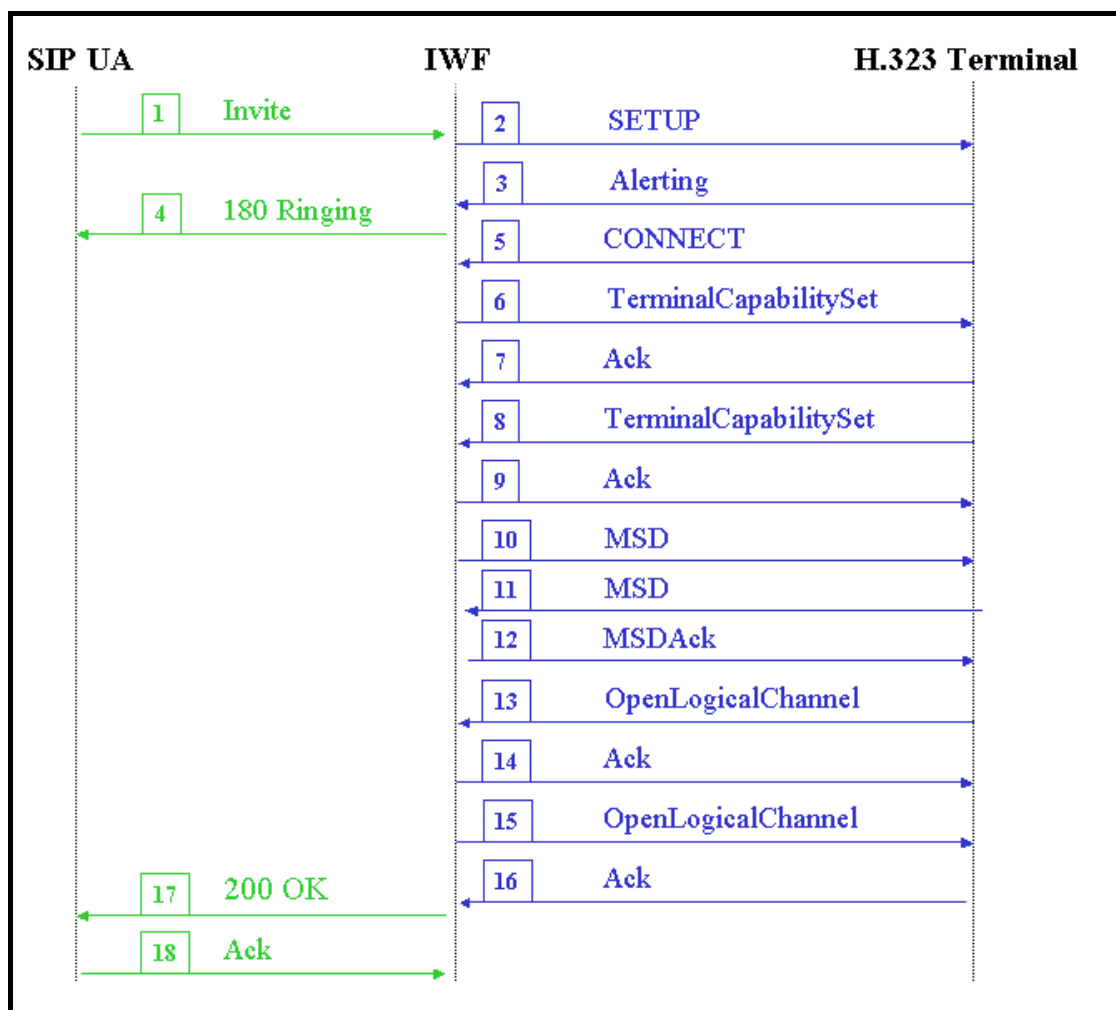 SIP UA IWF H.323 Terminal
1 Invite
2 SETUP
3 Alerting
4 180 Ringing
5 CONNECT
6 TerminalCapabilitySet
7 Ack
8 TerminalCapabilitySet
9 Ack
10 MSD
11 MSD
12 MSDAck
13 OpenLogicalChannel
14 Ack
15 OpenLogicalChannel
16 Ack
17 200 OK
18 Ack